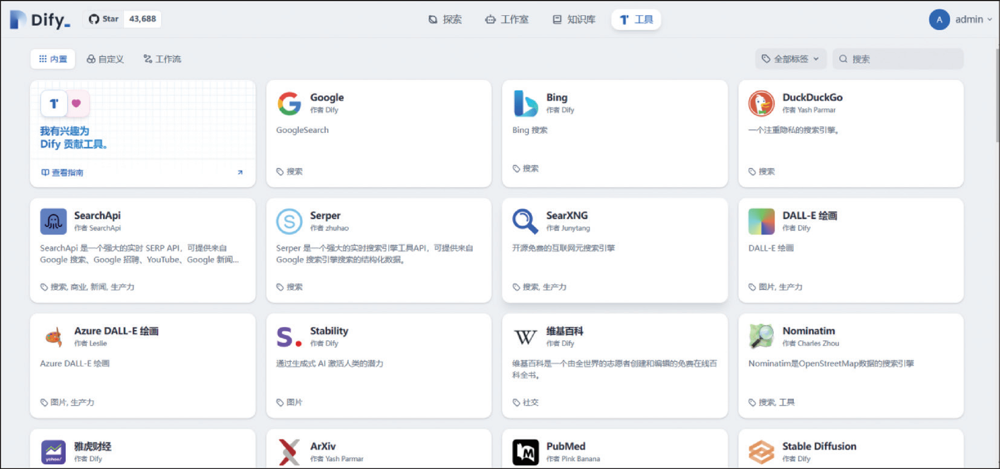 Dify_
Star 43,688
探索
工作室
知识库
工具
A admin
内置
自定义
工作流
全部标签
搜索
我有兴趣为
Dify 贡献工具。
查看指南
Google
作者 Dify
GoogleSearch
搜索
Bing
作者 Dify
Bing 搜索
搜索
DuckDuckGo
作者 Yash Parmar
一个注重隐私的搜索引擎。
搜索
SearchApi
作者 SearchApi
SearchApi 是一个强大的实时 SERP API，可提供来自
Google 搜索、Google 招聘、YouTube、Google 新闻...
搜索, 商业, 新闻, 生产力
Serper
作者 zhuhao
Serper 是一个强大的实时搜索引擎工具API，可提供来自
Google 搜索引擎搜索的结构化数据。
搜索
SearXNG
作者 Junytang
开源免费的互联网元搜索引擎
搜索, 生产力
DALL-E 绘画
作者 Dify
DALL-E 绘画
图片, 生产力
Azure DALL-E 绘画
作者 Leslie
Azure DALL-E 绘画
图片, 生产力
Stability
作者 Dify
通过生成式 AI 激活人类的潜力
图片
维基百科
作者 Dify
维基百科是一个由全世界的志愿者创建和编辑的免费在线百
科全书。
社交
Nominatim
作者 Charles Zhou
Nominatim是OpenStreetMap数据的搜索引擎
搜索, 工具
yahoo!
雅虎财经
作者 Dify
ArXiv
作者 Yash Parmar
PubMed
作者 Pink Banana
Stable Diffusion
作者 Dify